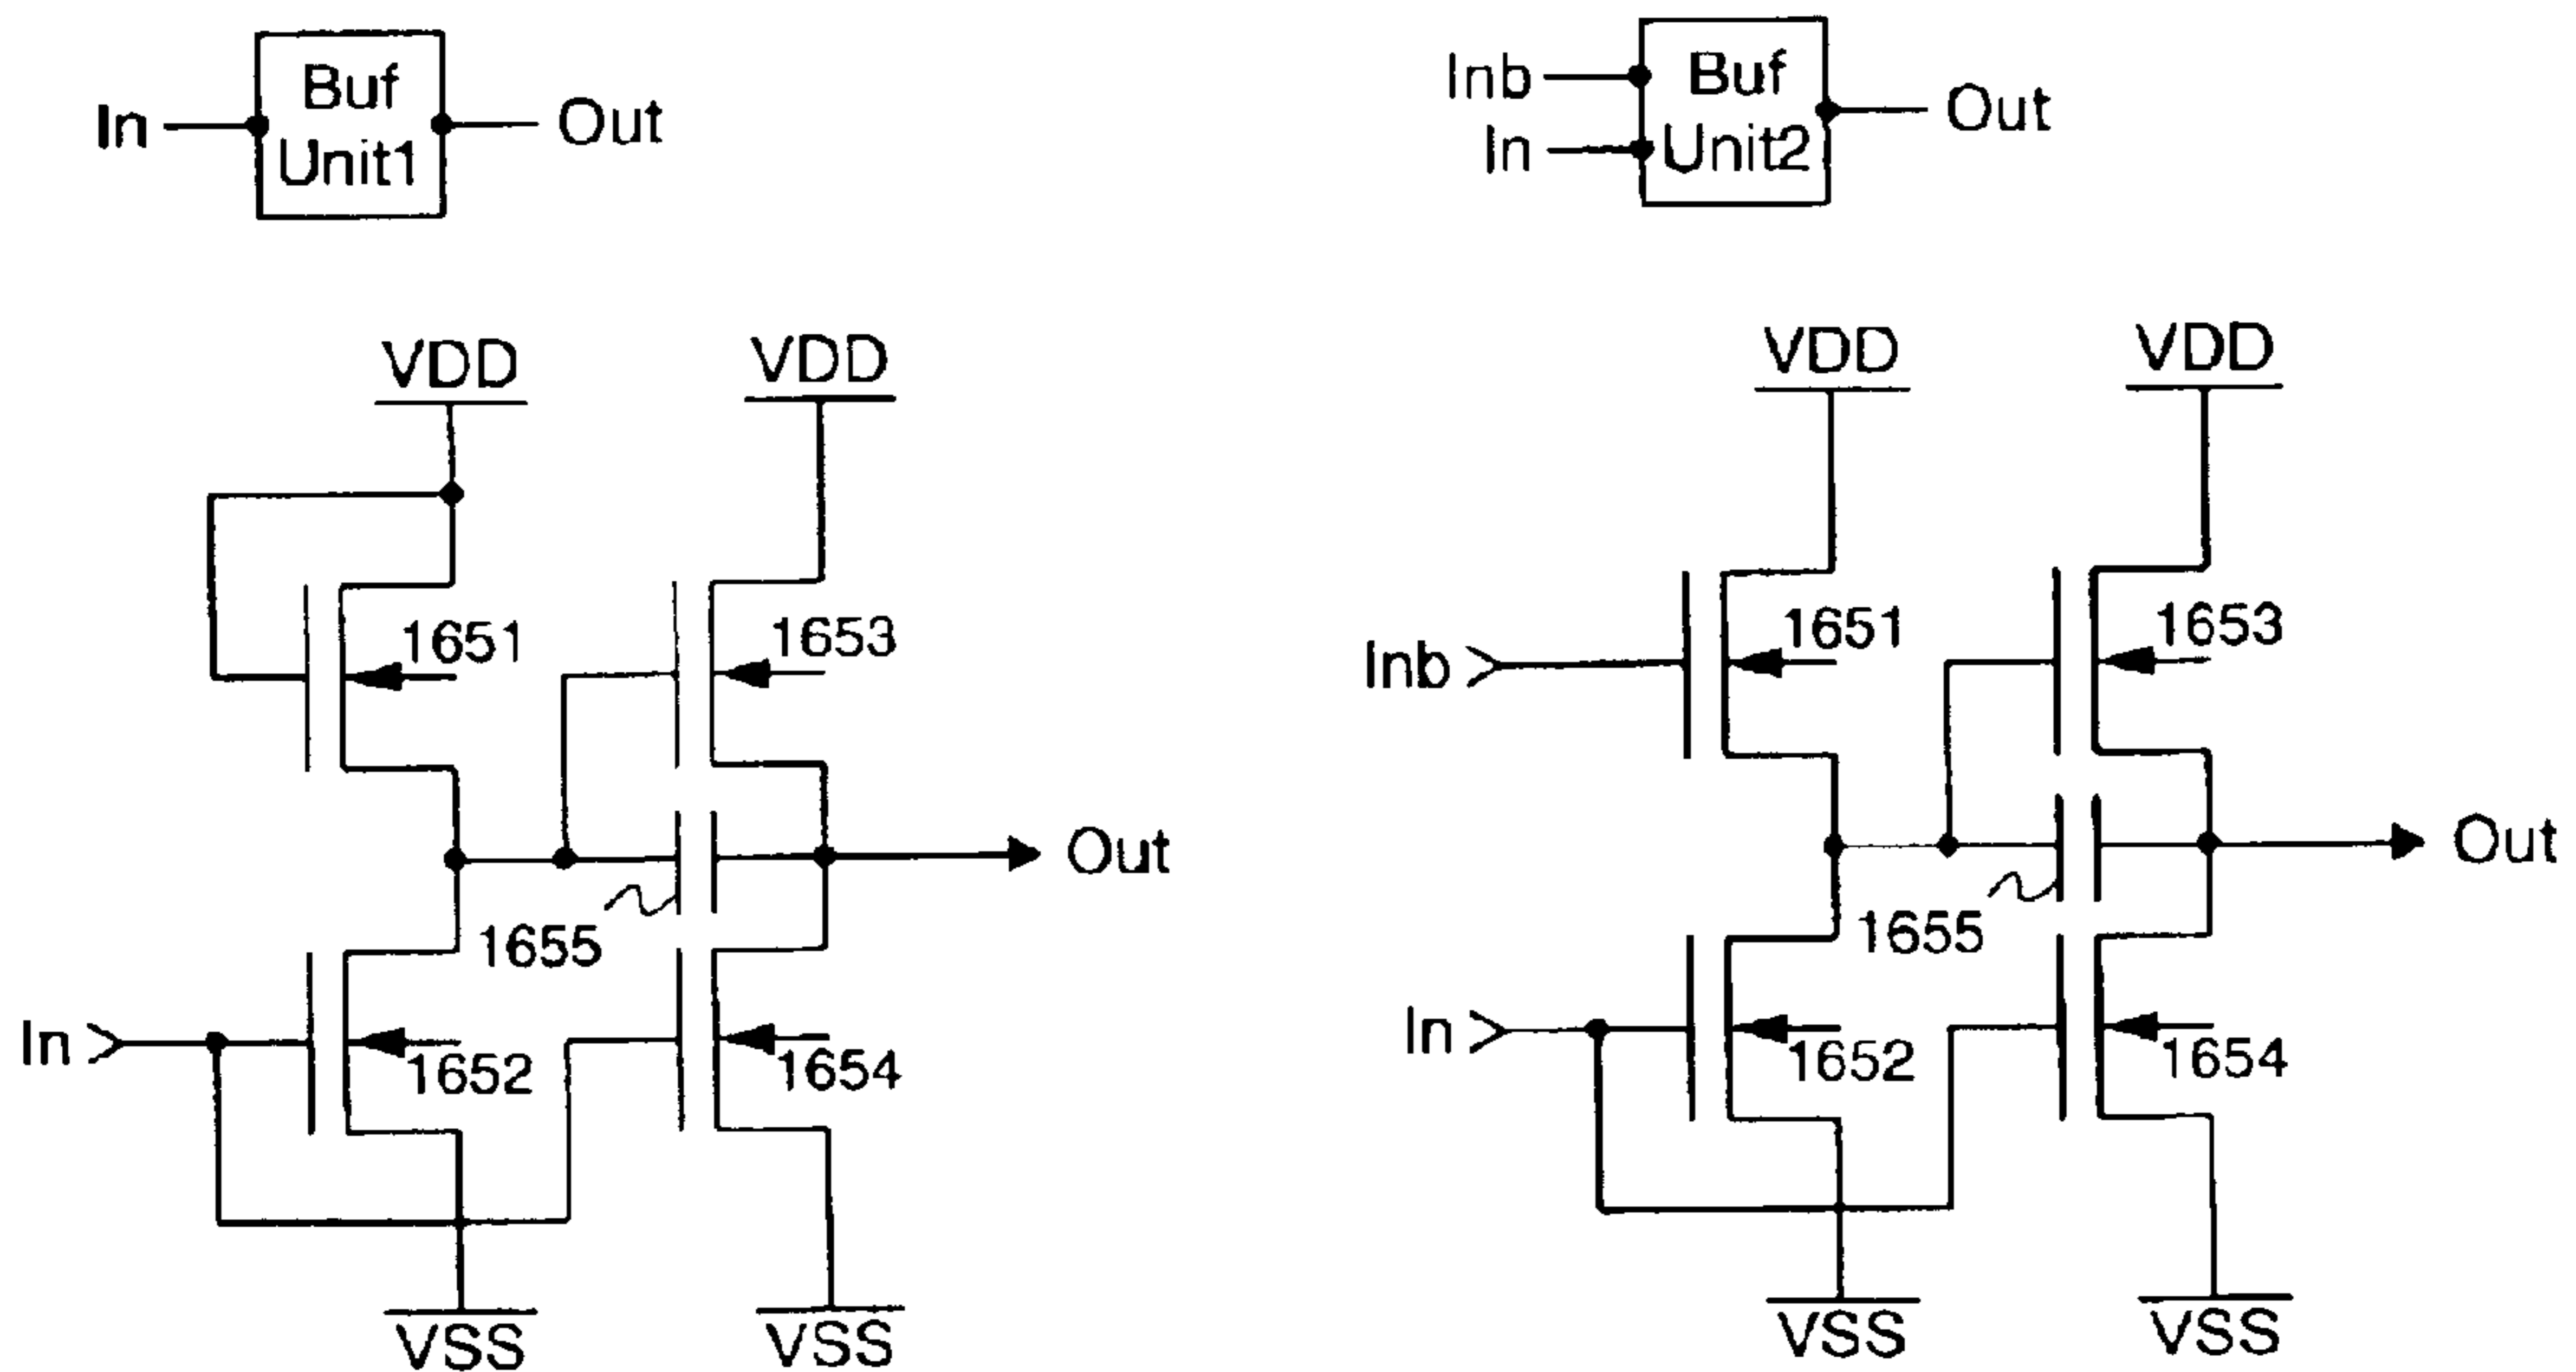 In
Buf
Unit1
Out
Inb
In
Buf
Unit2
Out
VDD
VDD
1651
1653
Out
1655
In
1652
1654
VSS
VSS
VDD
VDD
Inb
1651
1653
Out
1655
In
1652
1654
VSS
VSS